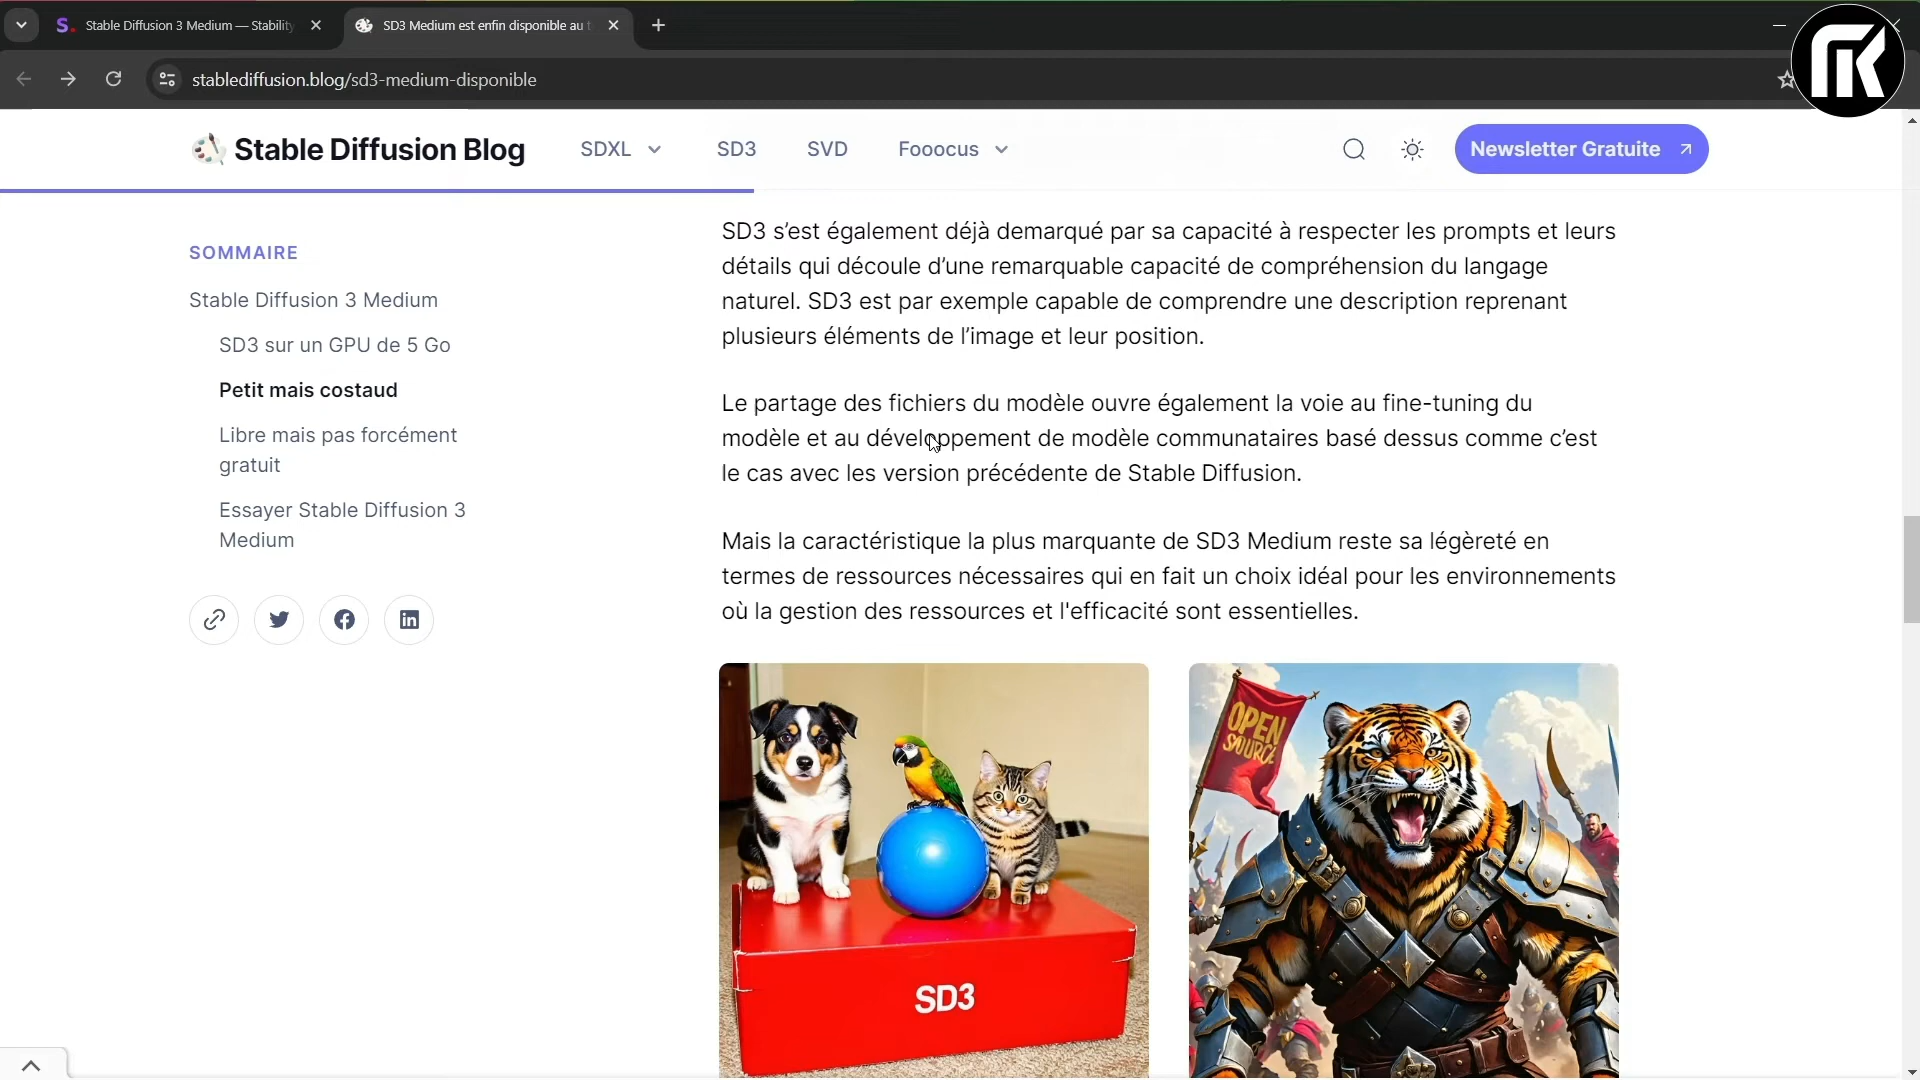 Stable Diffusion 3 Medium — Stability
SD3 Medium est enfin disponible au t
stablediffusion.blog/sd3-medium-disponible
Stable Diffusion Blog
SDXL
SD3
SVD
Fooocus
Newsletter Gratuite
SOMMAIRE
Stable Diffusion 3 Medium
SD3 sur un GPU de 5 Go
Petit mais costaud
Libre mais pas forcément
gratuit
Essayer Stable Diffusion 3
Medium
SD3 s’est également déjà demarqué par sa capacité à respecter les prompts et leurs
détails qui découle d’une remarquable capacité de compréhension du langage
naturel. SD3 est par exemple capable de comprendre une description reprenant
plusieurs éléments de l’image et leur position.
Le partage des fichiers du modèle ouvre également la voie au fine-tuning du
modèle et au développement de modèle communataires basé dessus comme c’est
le cas avec les version précédente de Stable Diffusion.
Mais la caractéristique la plus marquante de SD3 Medium reste sa légèreté en
termes de ressources nécessaires qui en fait un choix idéal pour les environnements
où la gestion des ressources et l'efficacité sont essentielles.
SD3
OPEN
SOURCE